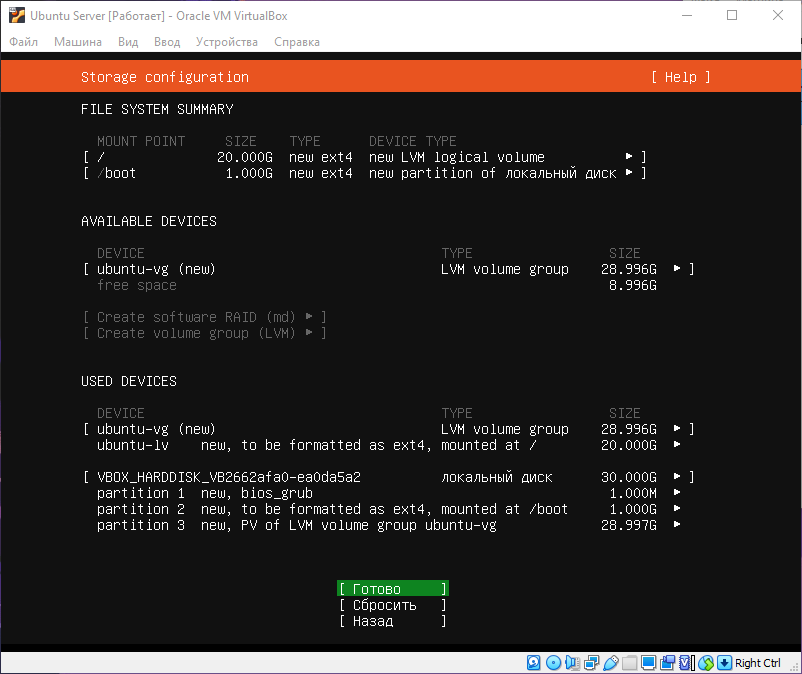 Ubuntu Server [Работает] - Oracle VM VirtualBox
Файл Машина Вид Ввод Устройства Справка
Storage configuration [ Help ]
FILE SYSTEM SUMMARY
MOUNT POINT SIZE TYPE DEVICE TYPE
[ / 20.000G new ext4 new LVM logical volume ▸ ]
[ /boot 1.000G new ext4 new partition of локальный диск ▸ ]
AVAILABLE DEVICES
DEVICE TYPE SIZE
[ ubuntu-vg (new) LVM volume group 28.996G ▸ ]
free space 8.996G
[ Create software RAID (md) ▸ ]
[ Create volume group (LVM) ▸ ]
USED DEVICES
DEVICE TYPE SIZE
[ ubuntu-vg (new) LVM volume group 28.996G ▸ ]
ubuntu-lv new, to be formatted as ext4, mounted at / 20.000G ▸
[ VBOX_HARDDISK_VB2662afa0-ea0da5a2 локальный диск 30.000G ▸ ]
partition 1 new, bios_grub 1.000M ▸
partition 2 new, to be formatted as ext4, mounted at /boot 1.000G ▸
partition 3 new, PV of LVM volume group ubuntu-vg 28.997G ▸
[ Готово ]
[ Сбросить ]
[ Назад ]
Right Ctrl